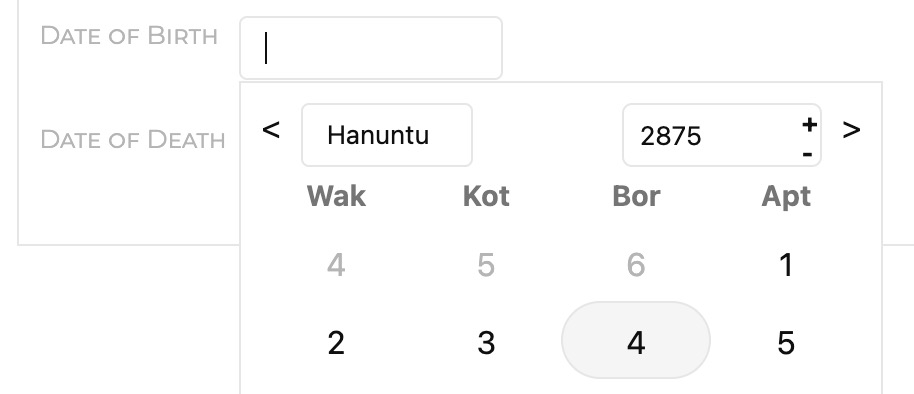 Date of Birth
Date of Death
< Hanuntu 2875 + - >
Wak Kot Bor Apt
4 5 6 1
2 3 4 5